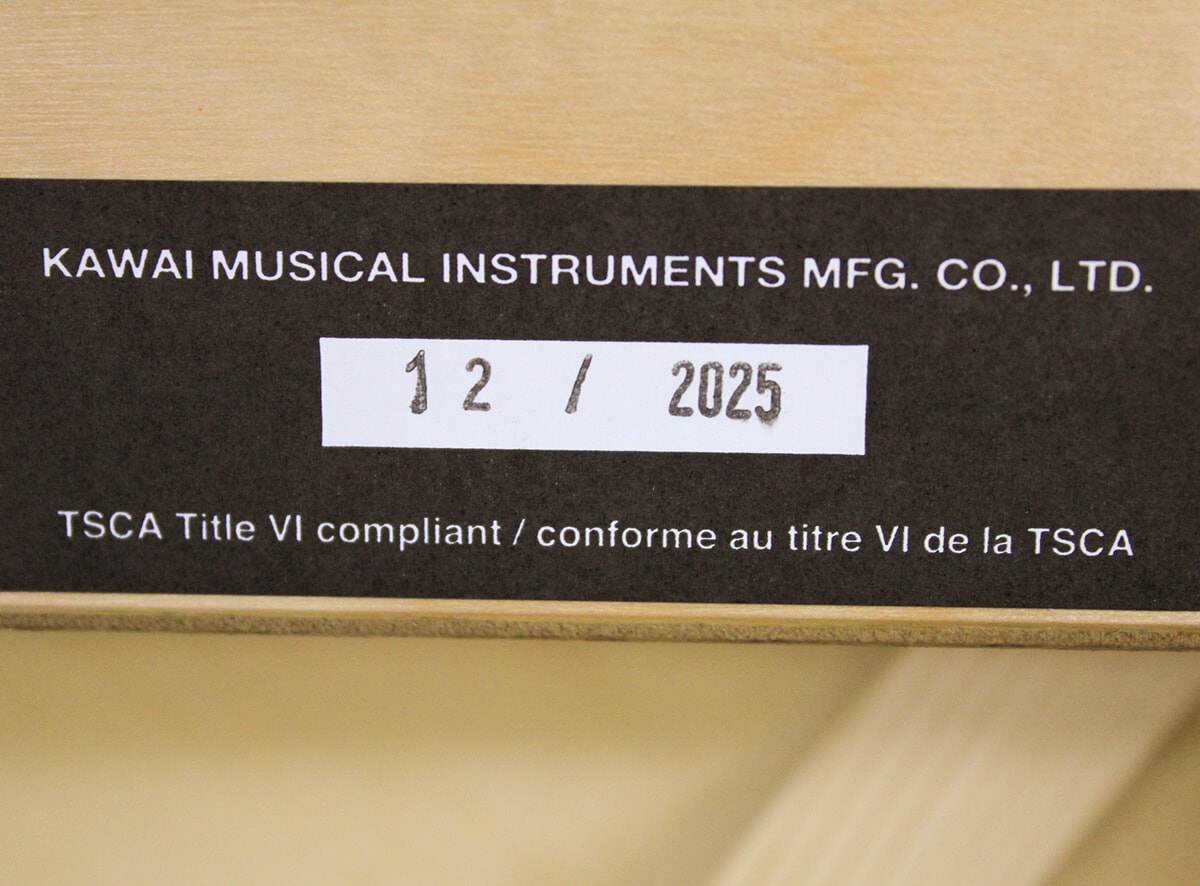 KAWAI MUSICAL INSTRUMENTS MFG. CO., LTD.
12 / 2025
TSCA Title VI compliant / conforme au titre VI de la TSCA